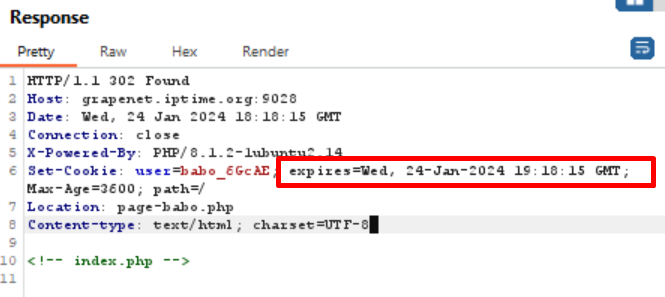 Response
Pretty Raw Hex Render
1 HTTP/1.1 302 Found
2 Host: grapenet.iptime.org:9028
3 Date: Wed, 24 Jan 2024 18:18:15 GMT
4 Connection: close
5 X-Powered-By: PHP/8.1.2-1ubuntu2.14
6 Set-Cookie: user=babo_6GcAE; expires=Wed, 24-Jan-2024 19:18:15 GMT;
Max-Age=3600; path=/
7 Location: page-babo.php
8 Content-type: text/html; charset=UTF-8
9
10 <!-- index.php -->
11